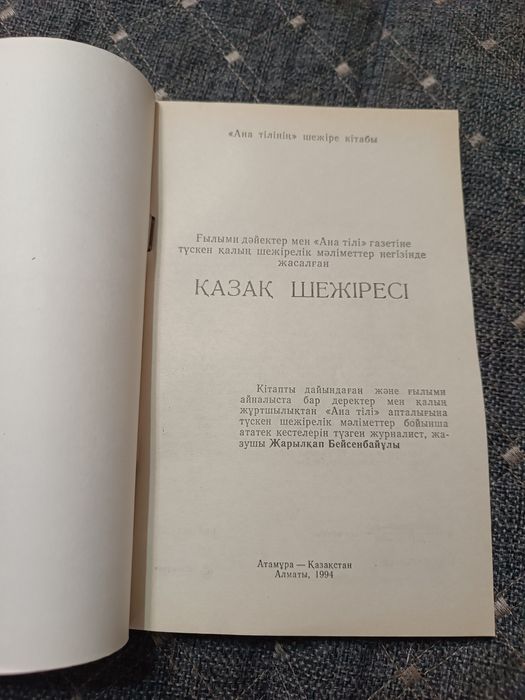 «Ана тілінің» шежіре кітабы
Ғылыми дәйектер мен «Ана тілі» газетіне
түскен қалың шежірелік мәліметтер негізінде
жасалған
ҚАЗАҚ ШЕЖІРЕСІ
Кітапты дайындаған және ғылыми
айналыста бар деректер мен қалың
жұртшылықтан «Ана тілі» апталығына
түскен шежірелік мәліметтер бойынша
ататек кестелерін түзген журналист, жа-
зушы Жарылқап Бейсенбайұлы
Атамұра — Қазақстан
Алматы, 1994